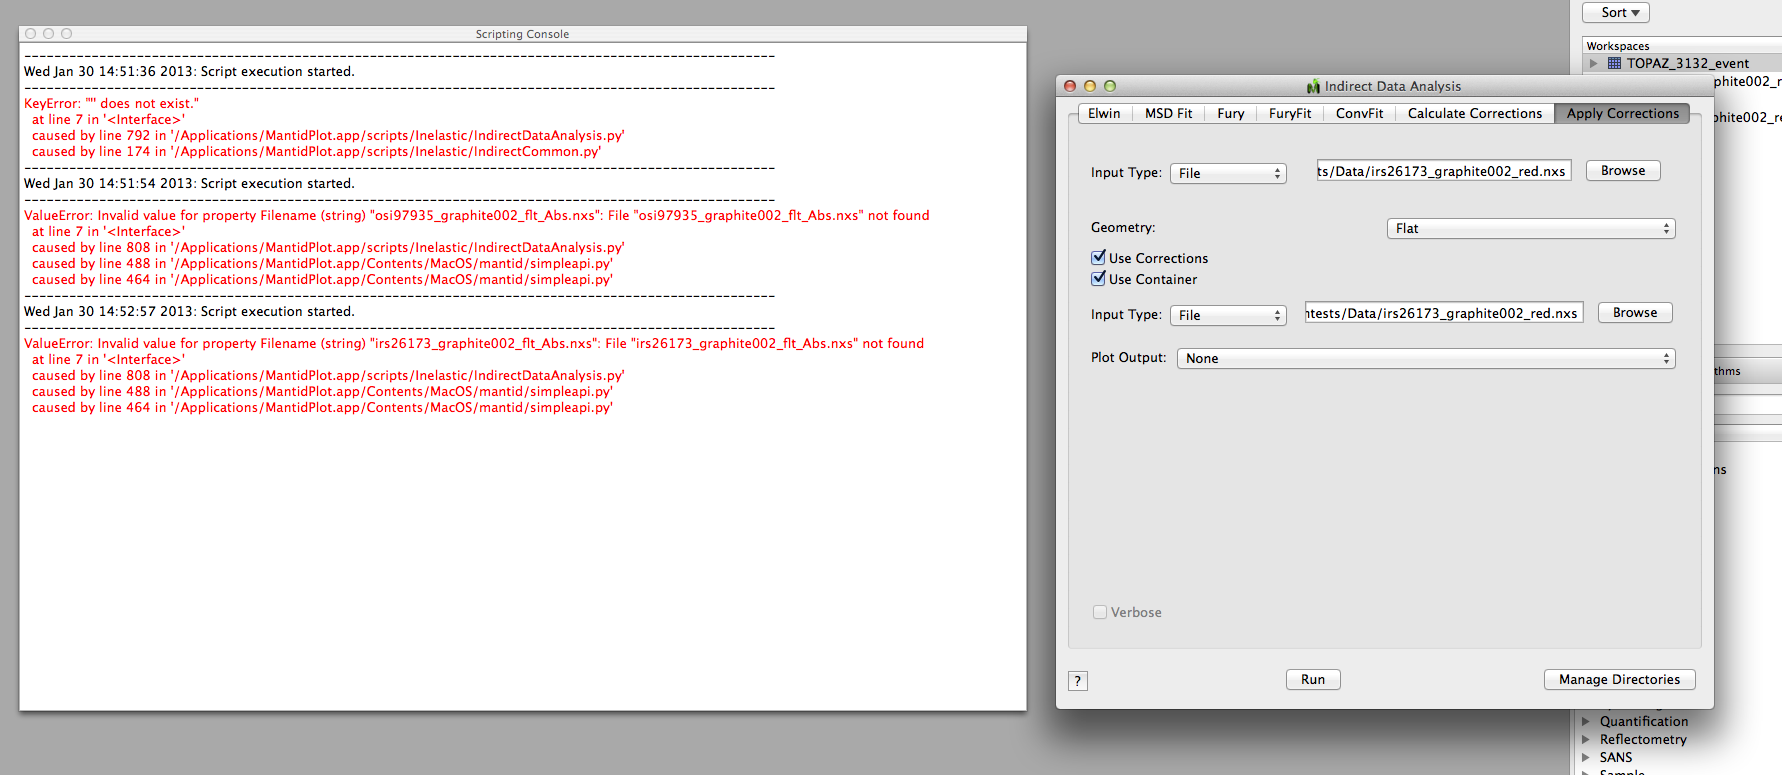 Scripting Console
Wed Jan 30 14:51:36 2013: Script execution started.
KeyError: "'' does not exist."
at line 7 in '<Interface>'
caused by line 792 in '/Applications/MantidPlot.app/scripts/Inelastic/IndirectDataAnalysis.py'
caused by line 174 in '/Applications/MantidPlot.app/scripts/Inelastic/IndirectCommon.py'
Wed Jan 30 14:51:54 2013: Script execution started.
ValueError: Invalid value for property Filename (string) "osi97935_graphite002_flt_Abs.nxs": File "osi97935_graphite002_flt_Abs.nxs" not found
at line 7 in '<Interface>'
caused by line 808 in '/Applications/MantidPlot.app/scripts/Inelastic/IndirectDataAnalysis.py'
caused by line 488 in '/Applications/MantidPlot.app/Contents/MacOS/mantid/simpleapi.py'
caused by line 464 in '/Applications/MantidPlot.app/Contents/MacOS/mantid/simpleapi.py'
Wed Jan 30 14:52:57 2013: Script execution started.
ValueError: Invalid value for property Filename (string) "irs26173_graphite002_flt_Abs.nxs": File "irs26173_graphite002_flt_Abs.nxs" not found
at line 7 in '<Interface>'
caused by line 808 in '/Applications/MantidPlot.app/scripts/Inelastic/IndirectDataAnalysis.py'
caused by line 488 in '/Applications/MantidPlot.app/Contents/MacOS/mantid/simpleapi.py'
caused by line 464 in '/Applications/MantidPlot.app/Contents/MacOS/mantid/simpleapi.py'
Indirect Data Analysis
Elwin MSD Fit Fury FuryFit ConvFit Calculate Corrections Apply Corrections
Input Type: File ts/Data/irs26173_graphite002_red.nxs Browse
Geometry: Flat
Use Corrections
Use Container
Input Type: File ntests/Data/irs26173_graphite002_red.nxs Browse
Plot Output: None
Verbose
? Run Manage Directories
Sort
Workspaces
TOPAZ_3132_event
phite002_red
phite002_re
thms
ns
Quantification
Reflectometry
SANS
Sample